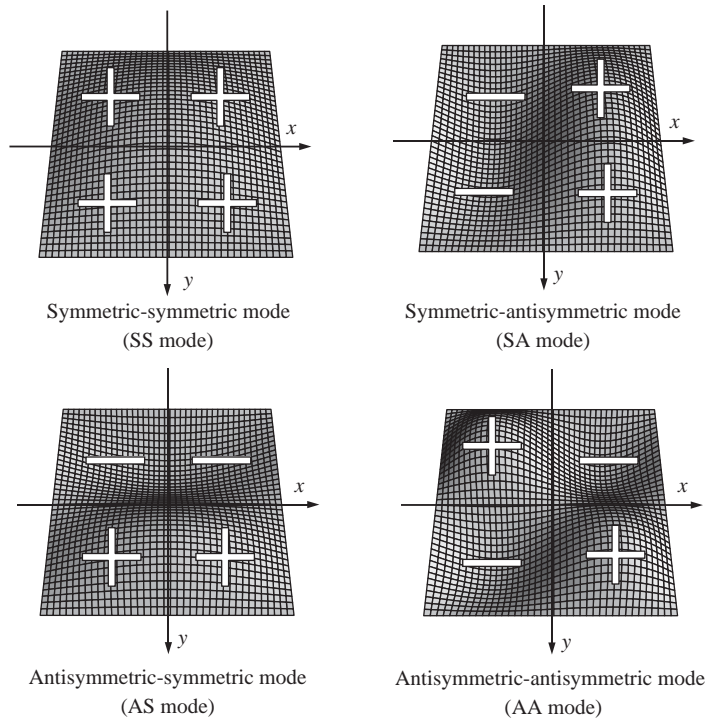 x
y
Symmetric-symmetric mode
(SS mode)
x
y
Symmetric-antisymmetric mode
(SA mode)
x
y
Antisymmetric-symmetric mode
(AS mode)
x
y
Antisymmetric-antisymmetric mode
(AA mode)